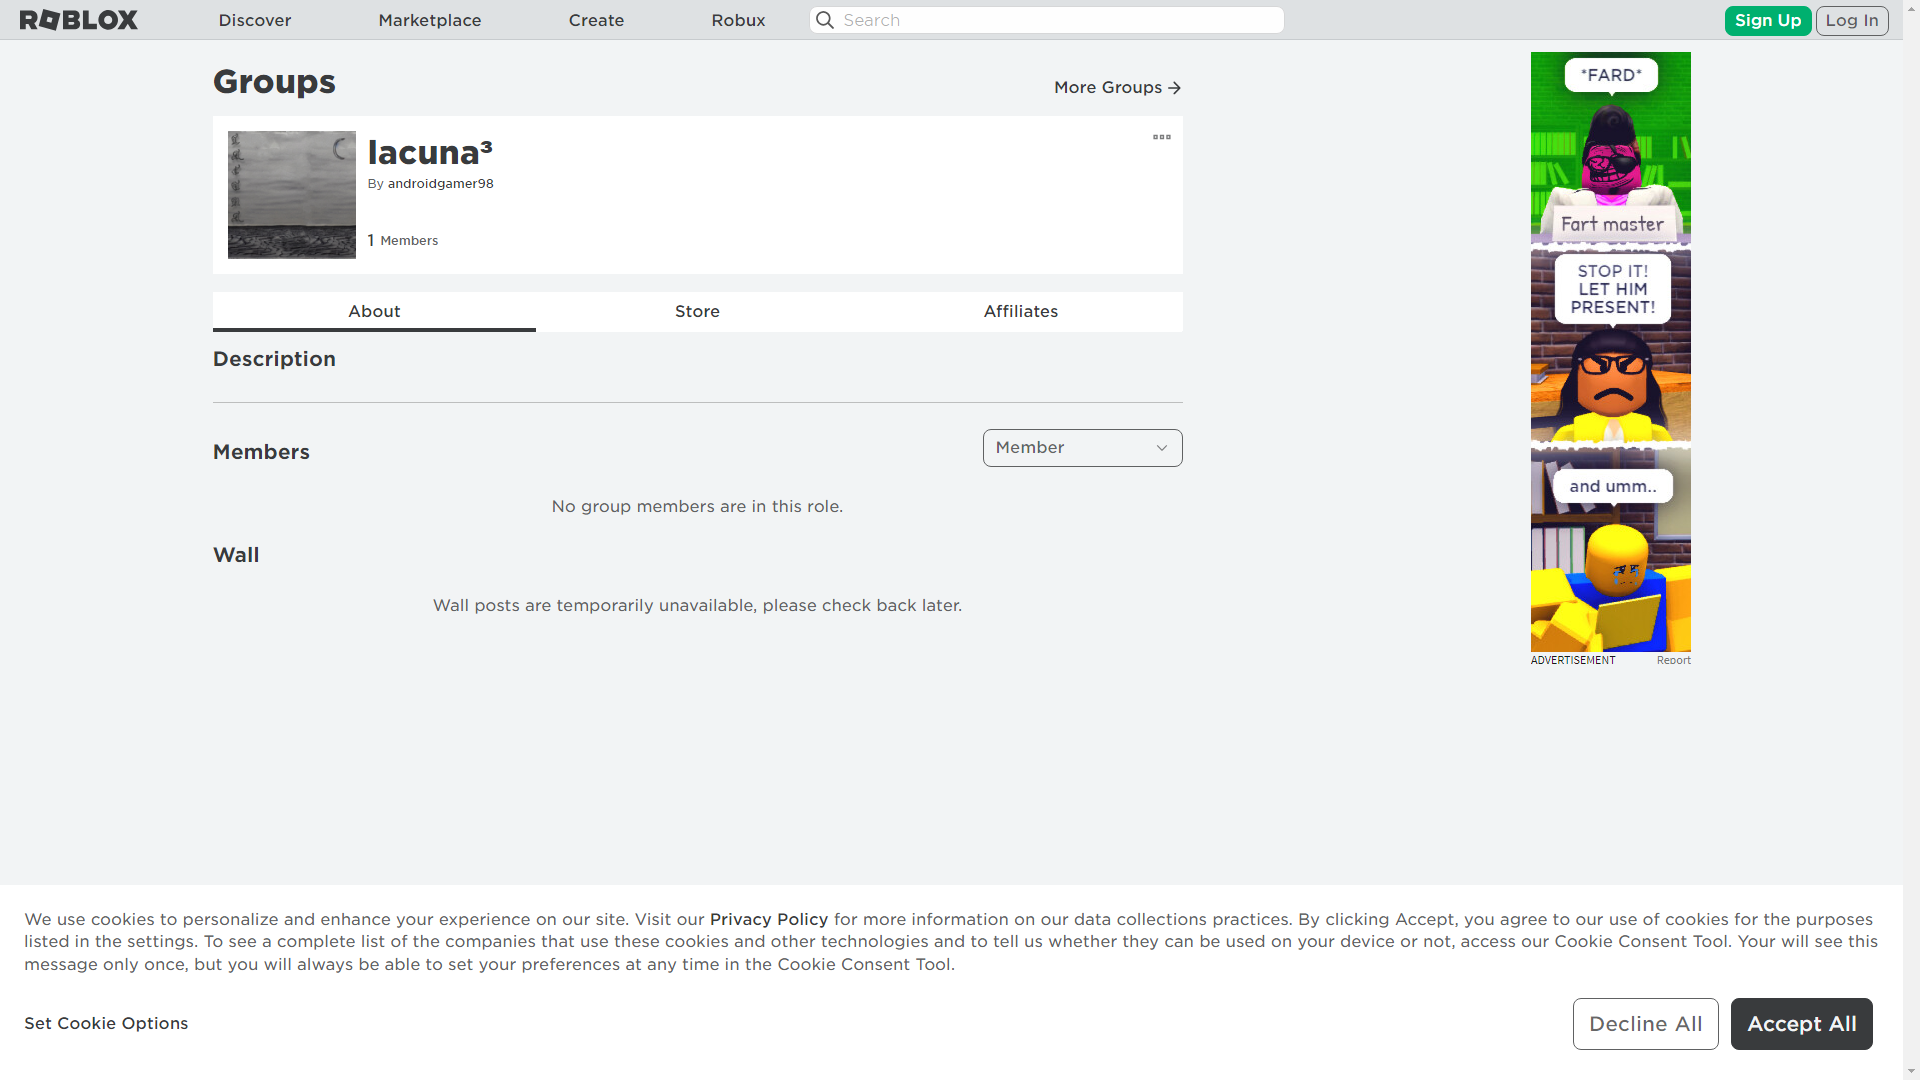 ROBLOX
Discover
Marketplace
Create
Robux
Search
Sign Up
Log In
Groups
More Groups
lacuna³
By androidgamer98
1 Members
About
Store
Affiliates
Description
Members
Member
No group members are in this role.
Wall
Wall posts are temporarily unavailable, please check back later.
*FARD*
Fart master
STOP IT!
LET HIM
PRESENT!
and umm..
ADVERTISEMENT
Report
We use cookies to personalize and enhance your experience on our site. Visit our Privacy Policy for more information on our data collections practices. By clicking Accept, you agree to our use of cookies for the purposes
listed in the settings. To see a complete list of the companies that use these cookies and other technologies and to tell us whether they can be used on your device or not, access our Cookie Consent Tool. Your will see this
message only once, but you will always be able to set your preferences at any time in the Cookie Consent Tool.
Set Cookie Options
Decline All
Accept All